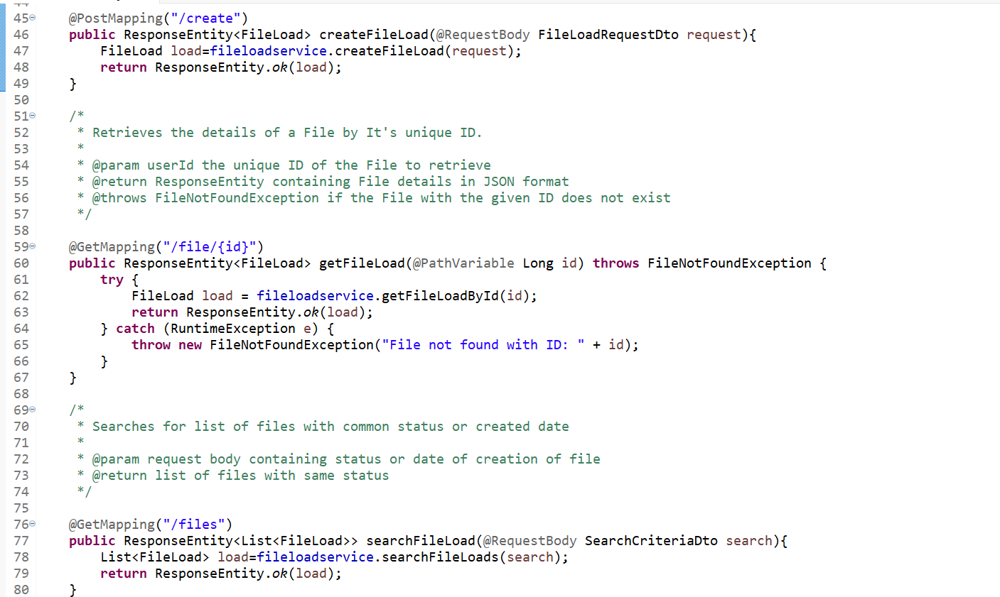 45 @PostMapping("/create")
46 public ResponseEntity<FileLoad> createFileLoad(@RequestBody FileLoadRequestDto request){
47 FileLoad load=fileloadservice.createFileLoad(request);
48 return ResponseEntity.ok(load);
49 }
50
51 /*
52 * Retrieves the details of a File by It's unique ID.
53 *
54 * @param userId the unique ID of the File to retrieve
55 * @return ResponseEntity containing File details in JSON format
56 * @throws FileNotFoundException if the File with the given ID does not exist
57 */
58
59 @GetMapping("/file/{id}")
60 public ResponseEntity<FileLoad> getFileLoad(@PathVariable Long id) throws FileNotFoundException {
61 try {
62 FileLoad load = fileloadservice.getFileLoadById(id);
63 return ResponseEntity.ok(load);
64 } catch (RuntimeException e) {
65 throw new FileNotFoundException("File not found with ID: " + id);
66 }
67 }
68
69 /*
70 * Searches for list of files with common status or created date
71 *
72 * @param request body containing status or date of creation of file
73 * @return list of files with same status
74 */
75
76 @GetMapping("/files")
77 public ResponseEntity<List<FileLoad>> searchFileLoad(@RequestBody SearchCriteriaDto search){
78 List<FileLoad> load=fileloadservice.searchFileLoads(search);
79 return ResponseEntity.ok(load);
80 }